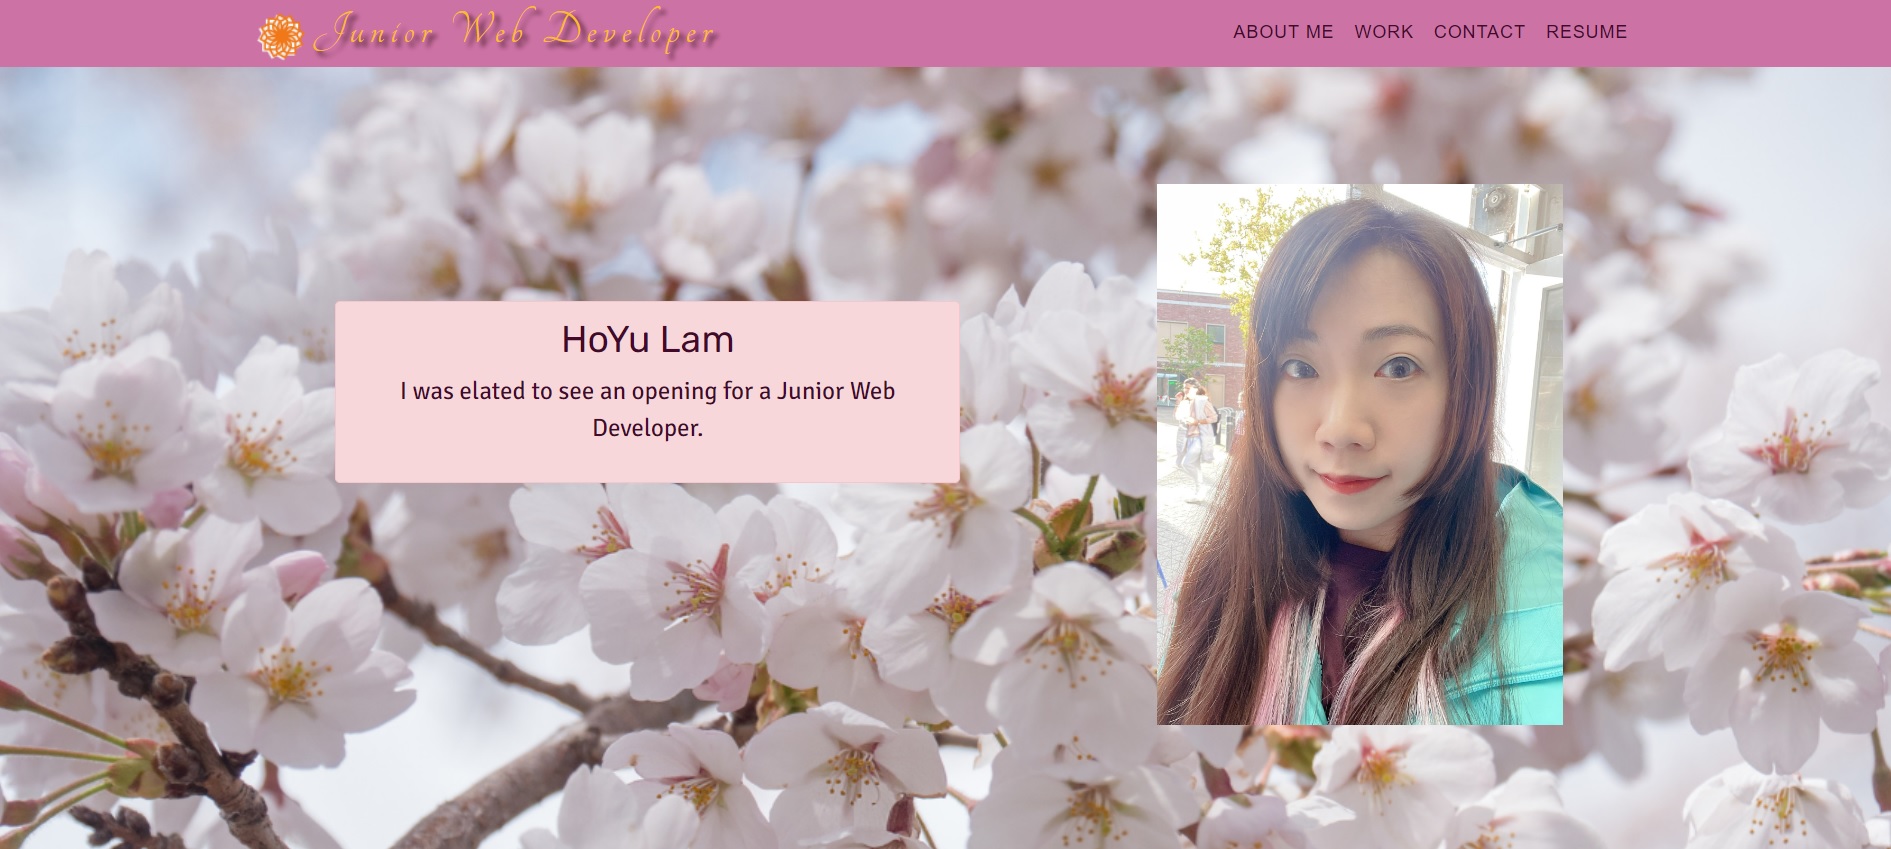 Junior Web Developer
ABOUT ME WORK CONTACT RESUME
HoYu Lam
I was elated to see an opening for a Junior Web
Developer.